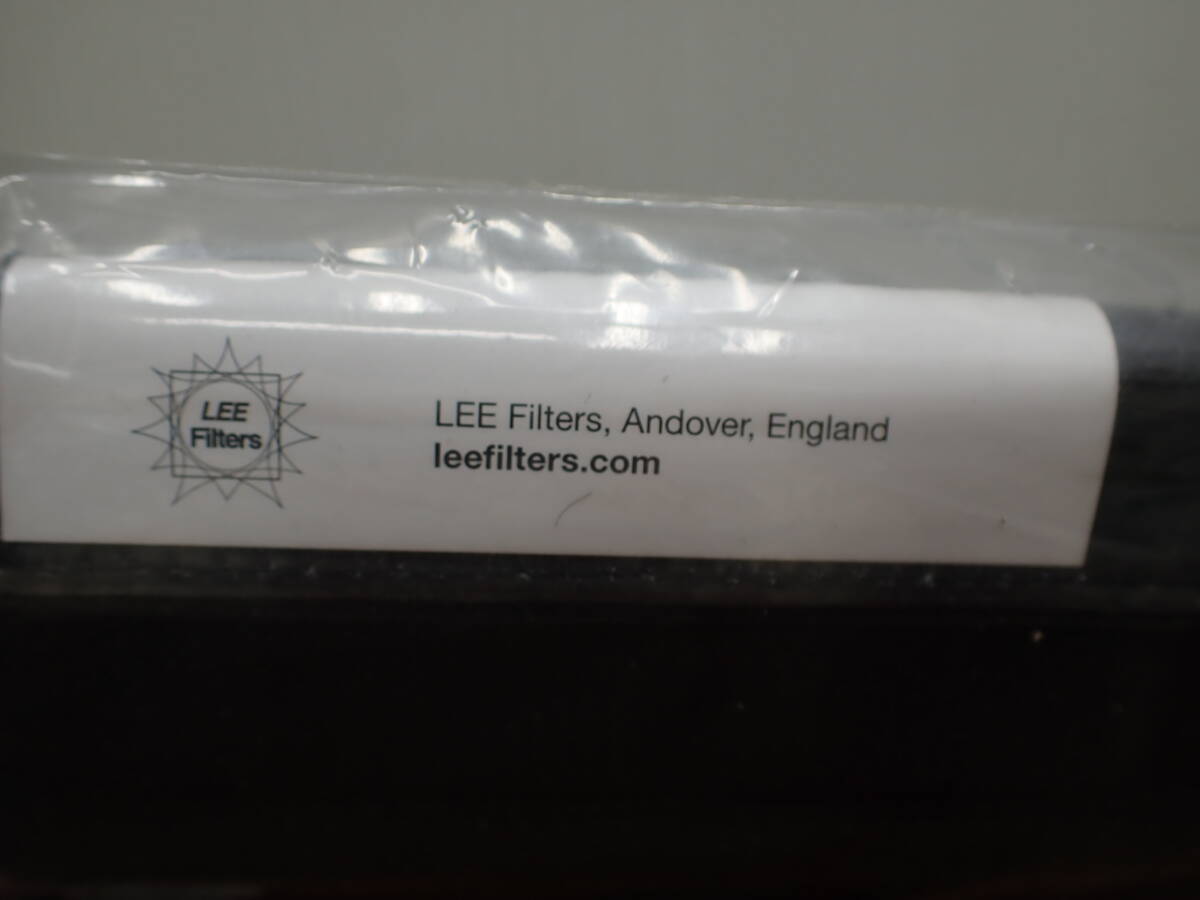 LEE
Filters
LEE Filters, Andover, England
leefilters.com